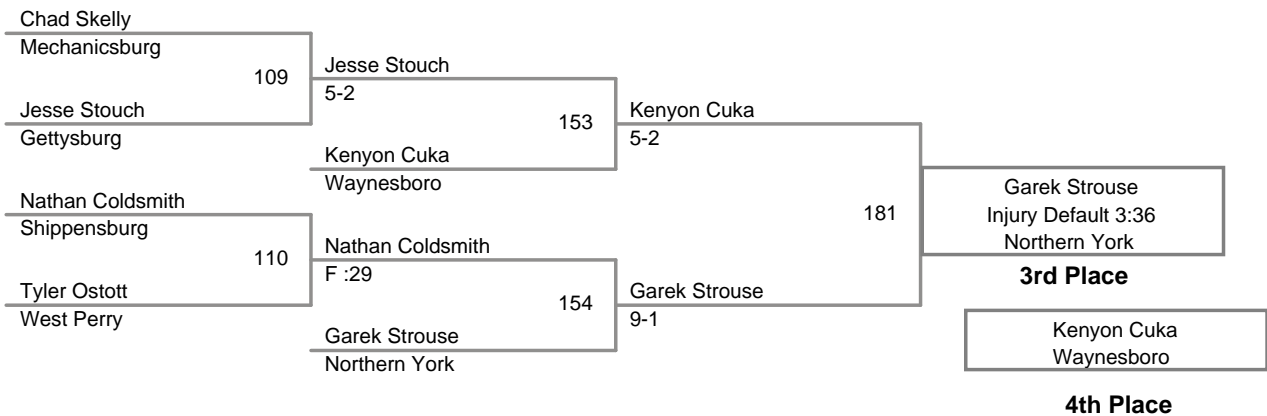 Chad Skelly
Mechanicsburg
109
Jesse Stouch
Gettysburg
Jesse Stouch
5-2
153
Kenyon Cuka
Waynesboro
Nathan Coldsmith
Shippensburg
110
Tyler Ostott
West Perry
Nathan Coldsmith
F :29
154
Garek Strouse
Northern York
Kenyon Cuka
5-2
181
Garek Strouse
9-1
Garek Strouse
Injury Default 3:36
Northern York
3rd Place
Kenyon Cuka
Waynesboro
4th Place